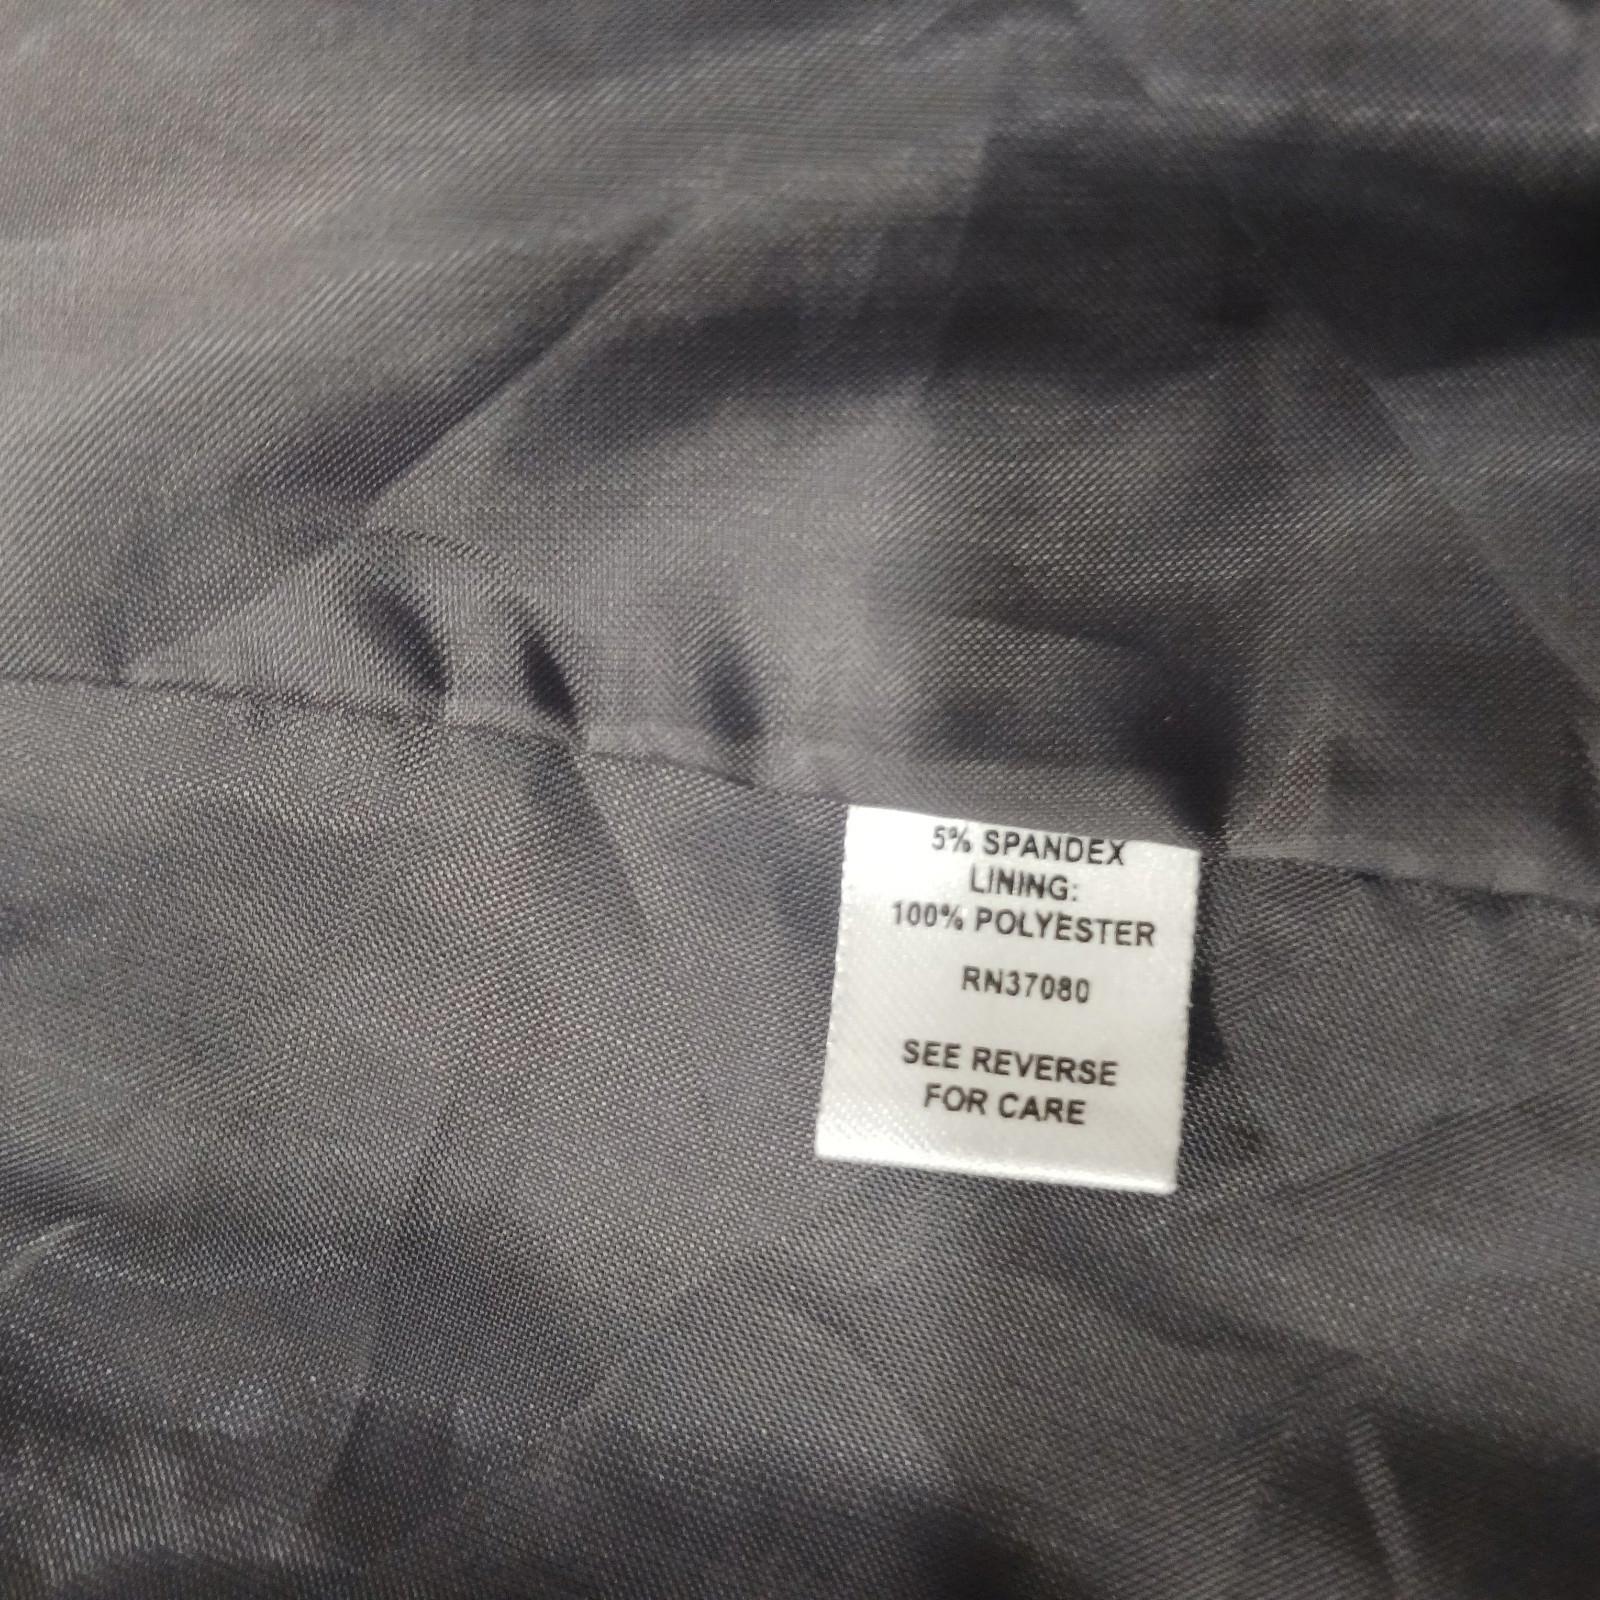 5% SPANDEX
LINING:
100% POLYESTER
RN37080
SEE REVERSE
FOR CARE